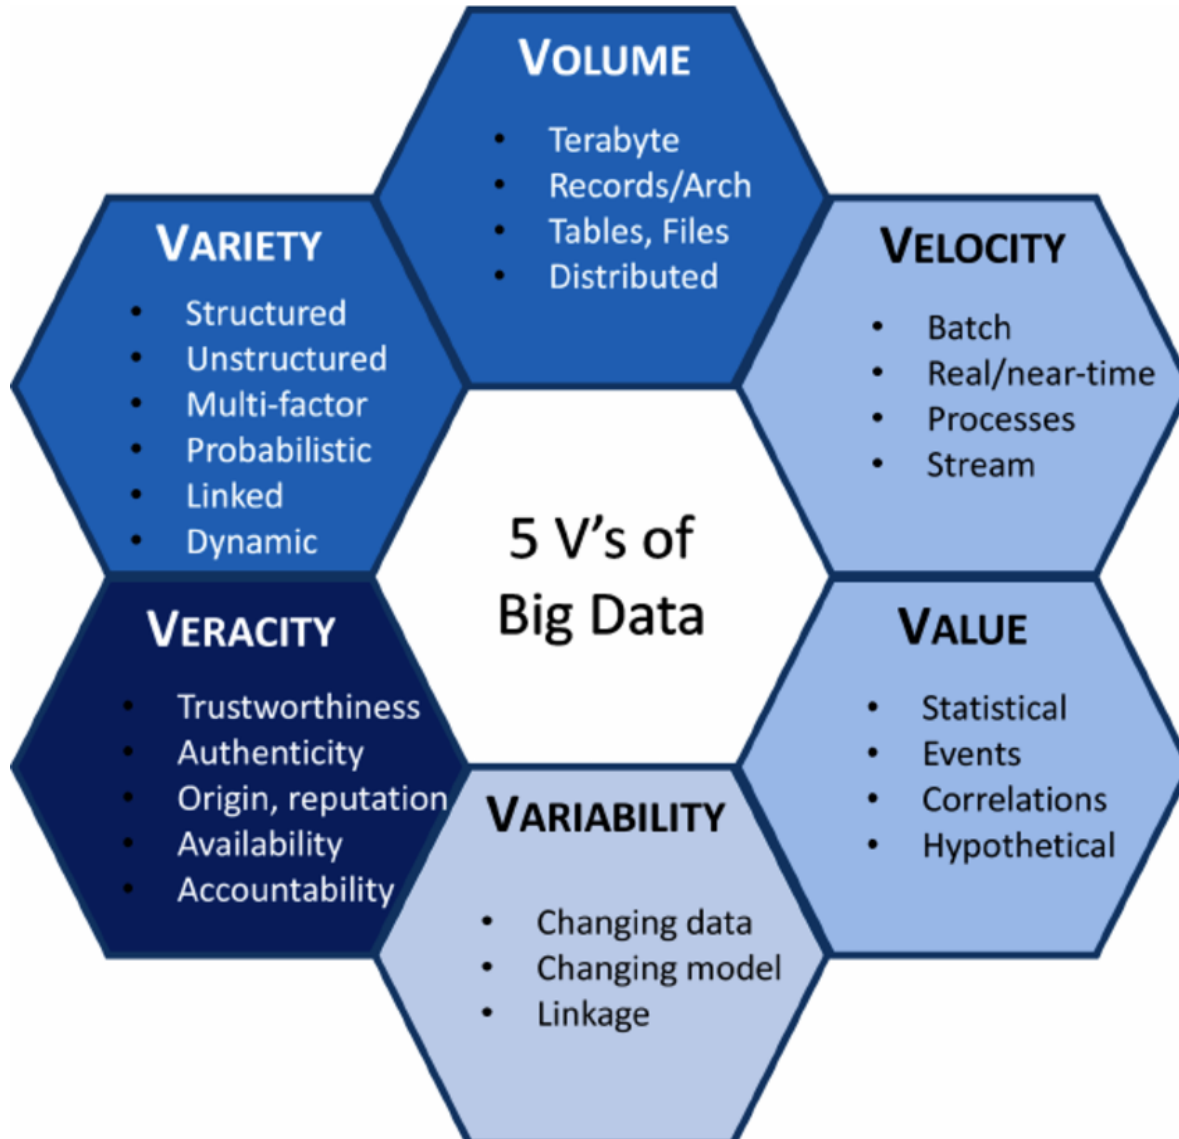 VOLUME
• Terabyte
• Records/Arch
• Tables, Files
• Distributed
VARIETY
• Structured
• Unstructured
• Multi-factor
• Probabilistic
• Linked
• Dynamic
VELOCITY
• Batch
• Real/near-time
• Processes
• Stream
5 V’s of
Big Data
VERACITY
• Trustworthiness
• Authenticity
• Origin, reputation
• Availability
• Accountability
VALUE
• Statistical
• Events
• Correlations
• Hypothetical
VARIABILITY
• Changing data
• Changing model
• Linkage